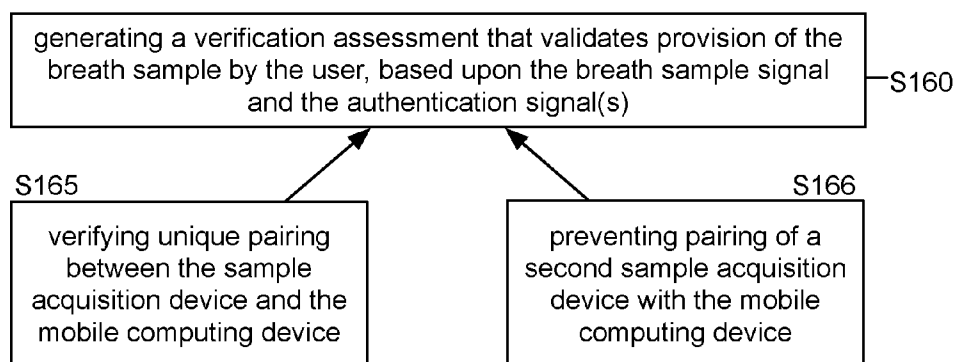 generating a verification assessment that validates provision of the
breath sample by the user, based upon the breath sample signal
and the authentication signal(s)
S160
S165
verifying unique pairing
between the sample
acquisition device and the
mobile computing device
S166
preventing pairing of a
second sample acquisition
device with the mobile
computing device